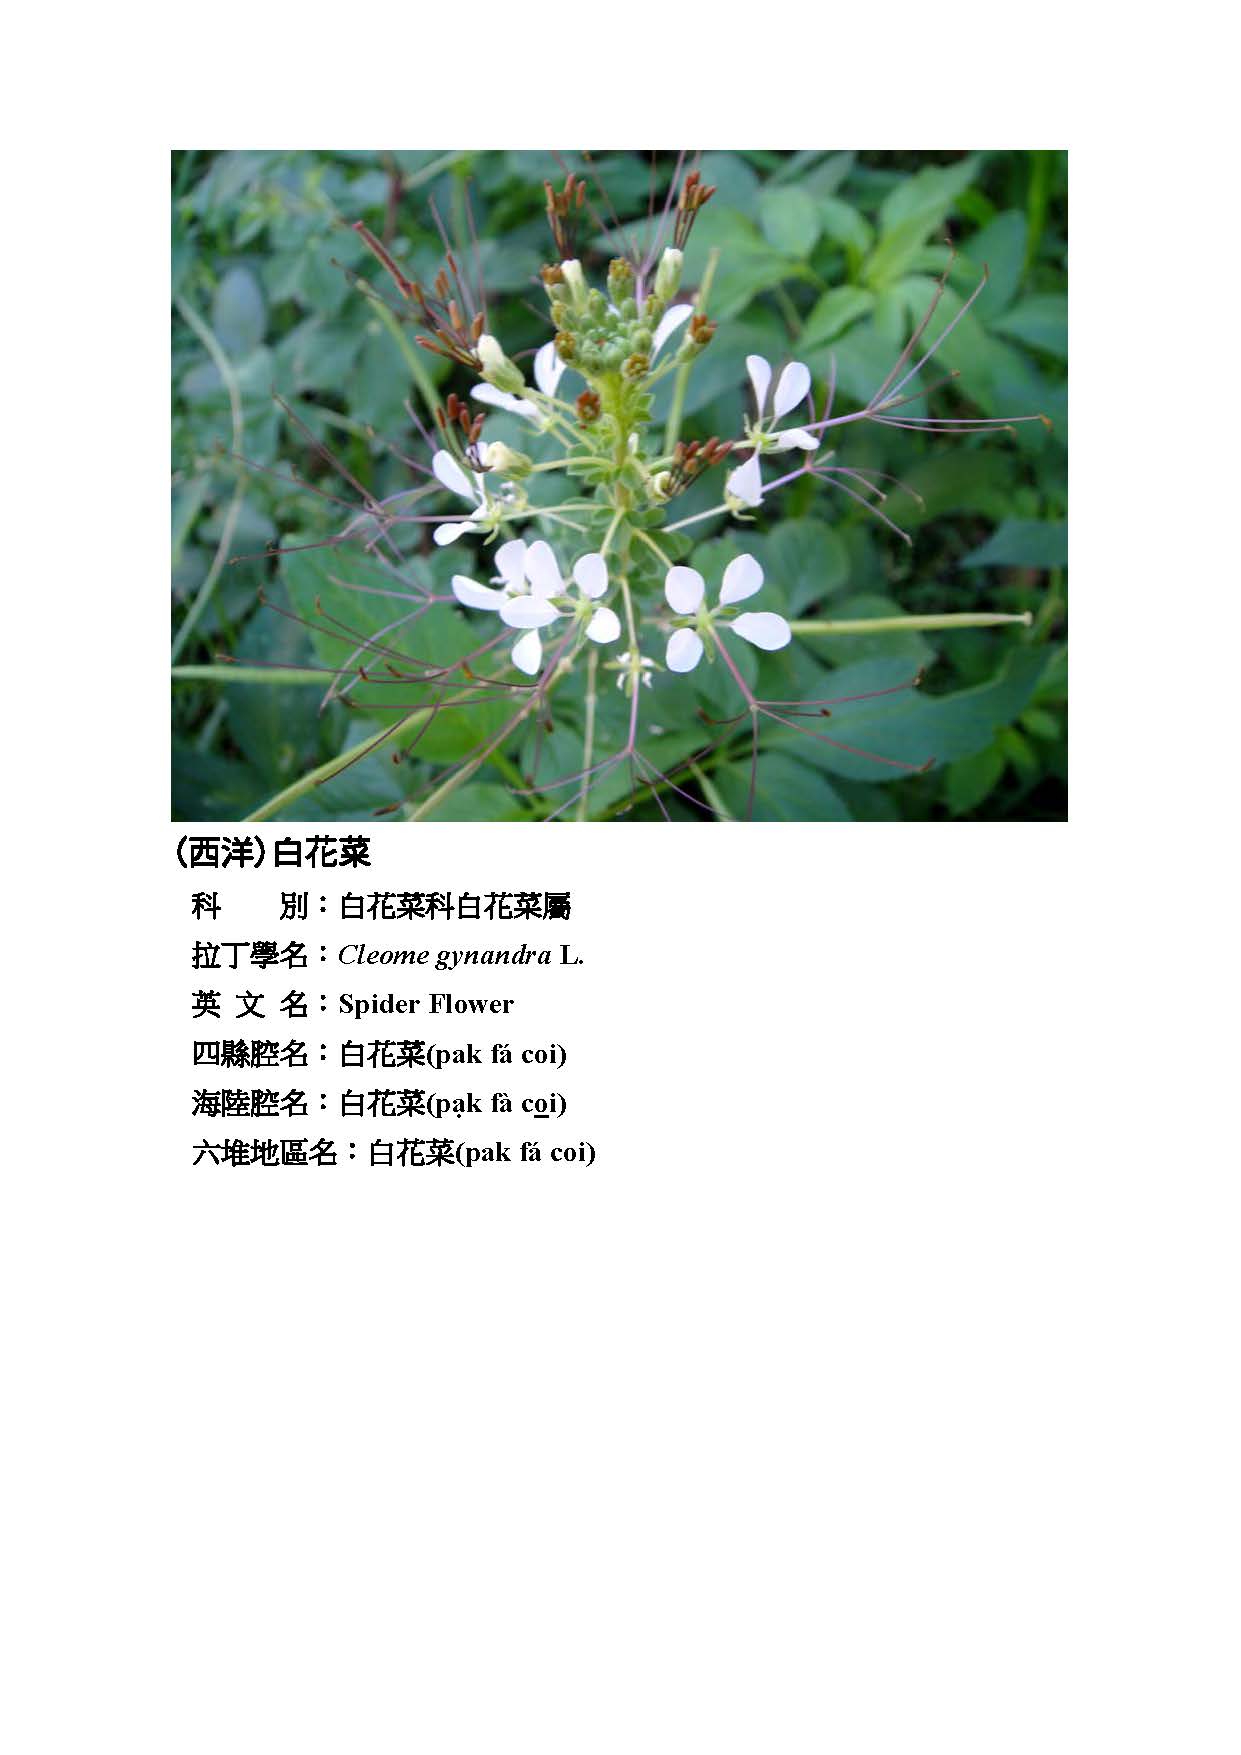 (西洋)白花菜
科　　別：白花菜科白花菜屬
拉丁學名：Cleome gynandra L.
英 文 名：Spider Flower
四縣腔名：白花菜(pak fá coi)
海陸腔名：白花菜(pạk fà co̲i)
六堆地區名：白花菜(pak fá coi)